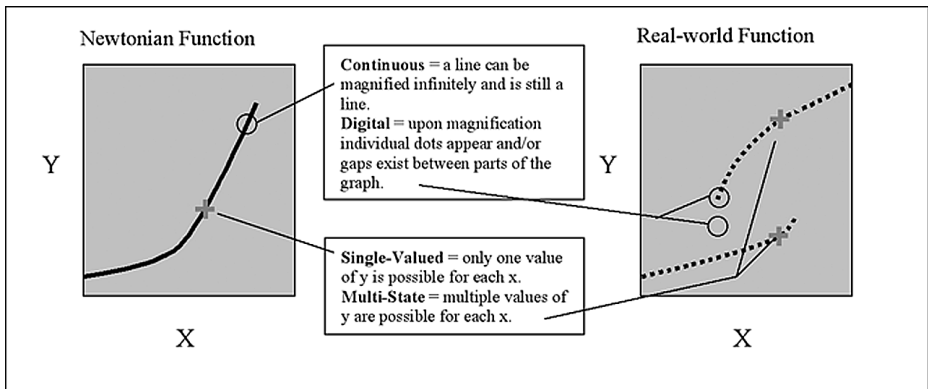 Newtonian Function
Real-world Function
Continuous = a line can be
magnified infinitely and is still a
line.
Digital = upon magnification
individual dots appear and/or
gaps exist between parts of the
graph.
Y
Y
Single-Valued = only one value
of y is possible for each x.
Multi-State = multiple values of
y are possible for each x.
X
X